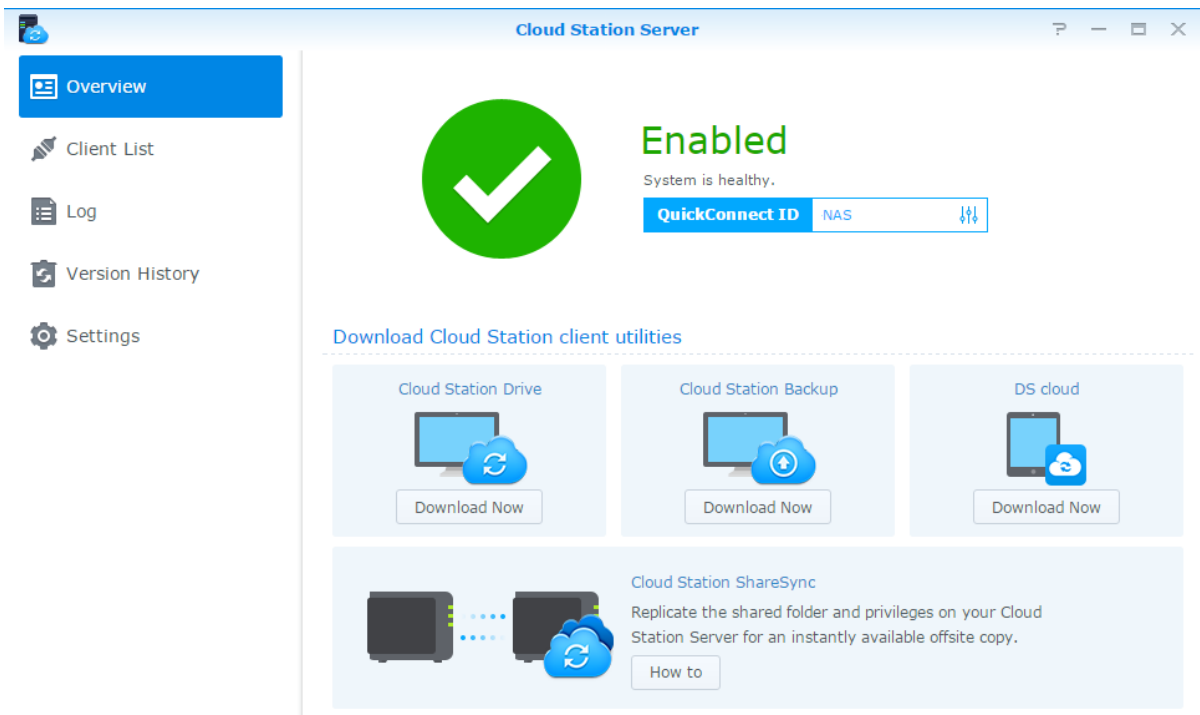 Cloud Station Server
Overview
Client List
Log
Version History
Settings
Enabled
System is healthy.
QuickConnect ID NAS
Download Cloud Station client utilities
Cloud Station Drive
Download Now
Cloud Station Backup
Download Now
DS cloud
Download Now
Cloud Station ShareSync
Replicate the shared folder and privileges on your Cloud
Station Server for an instantly available offsite copy.
How to